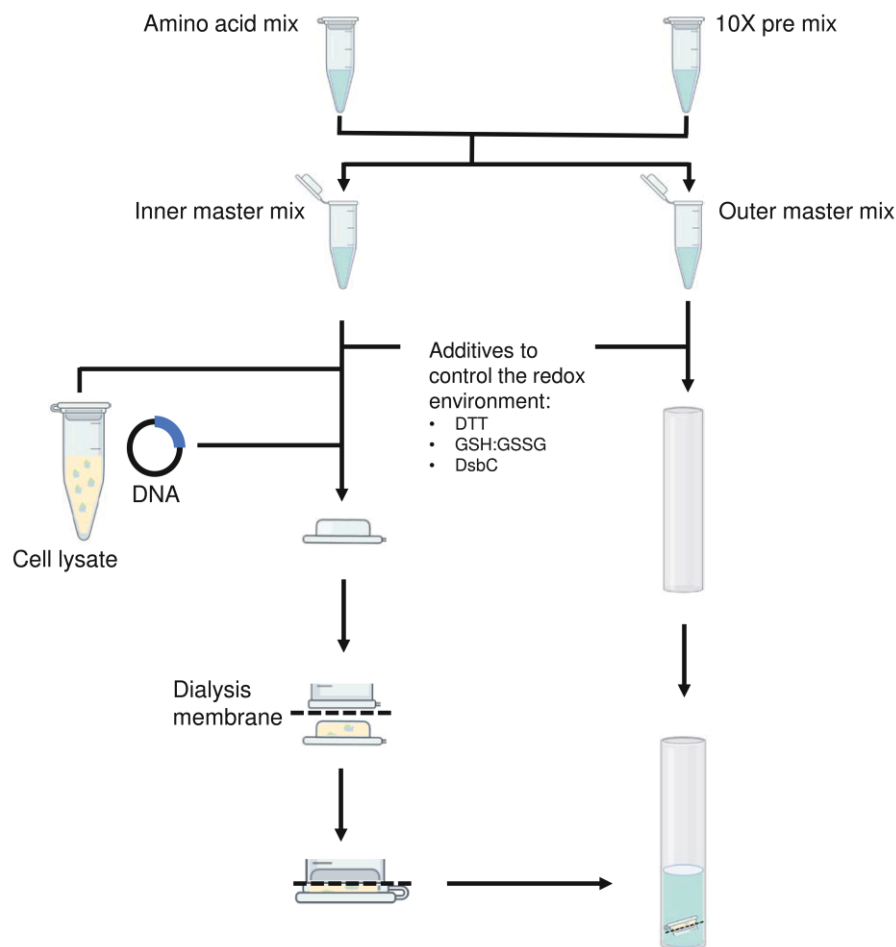 Amino acid mix
10X pre mix
Inner master mix
Outer master mix
Additives to
control the redox
environment:
• DTT
• GSH:GSSG
• DsbC
DNA
Cell lysate
Dialysis
membrane